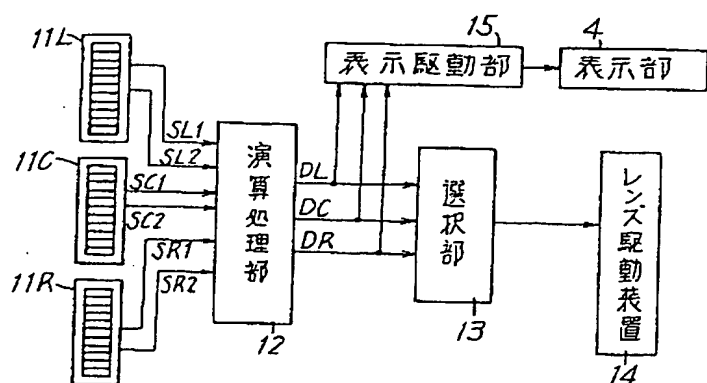 11L
11C
11R
SL1
SL2
SC1
SC2
SR1
SR2
演算処理部
12
DL
DC
DR
15
表示駆動部
4
表示部
選択部
13
レンズ駆動装置
14